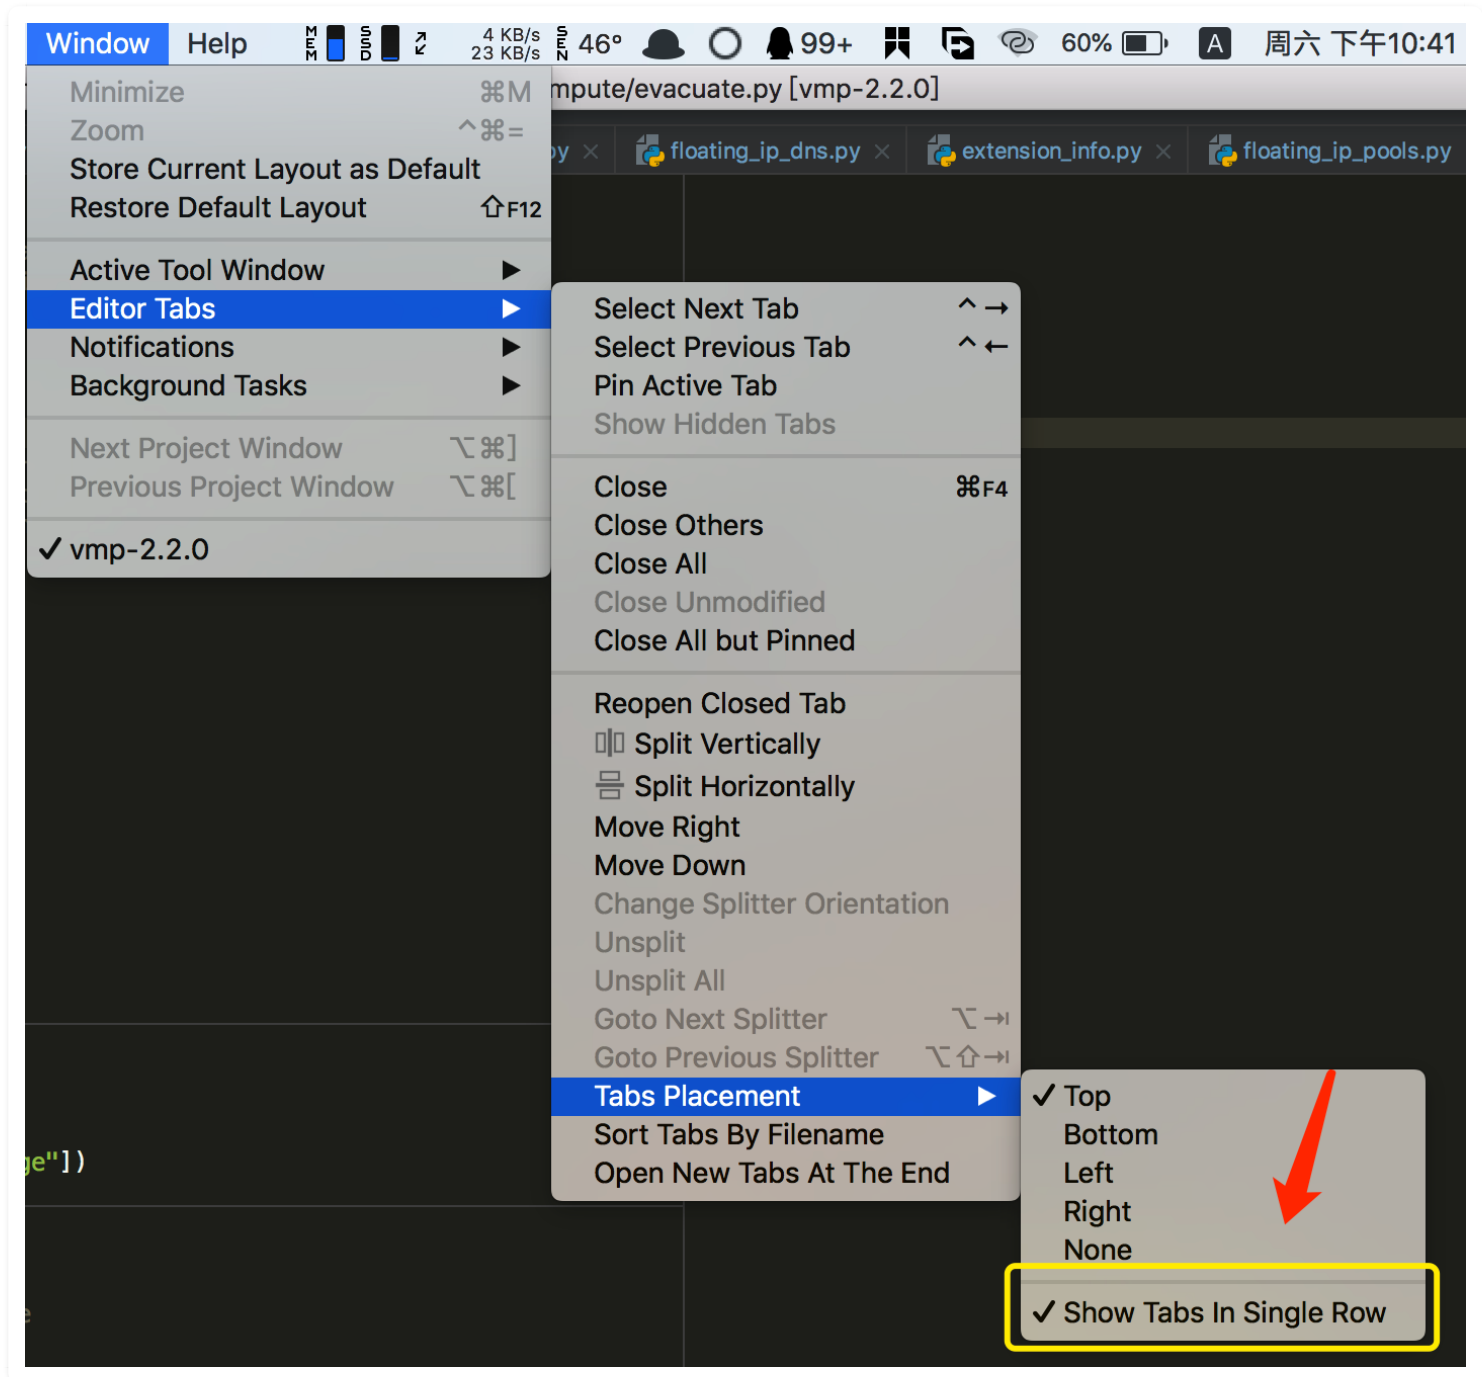 Window Help MEM SSD 4 KB/s 23 KB/s SEN 46° 99+ 60% A 周六 下午10:41
mpute/evacuate.py [vmp-2.2.0]
py × floating_ip_dns.py × extension_info.py × floating_ip_pools.py
Minimize ⌘M
Zoom ^⌘=
Store Current Layout as Default
Restore Default Layout ⇧F12
Active Tool Window ▶
Editor Tabs ▶
Notifications ▶
Background Tasks ▶
Next Project Window ⌥⌘]
Previous Project Window ⌥⌘[
✓ vmp-2.2.0
Select Next Tab ^→
Select Previous Tab ^←
Pin Active Tab
Show Hidden Tabs
Close ⌘F4
Close Others
Close All
Close Unmodified
Close All but Pinned
Reopen Closed Tab
Split Vertically
Split Horizontally
Move Right
Move Down
Change Splitter Orientation
Unsplit
Unsplit All
Goto Next Splitter ⌥⇥
Goto Previous Splitter ⌥⇧⇥
Tabs Placement ▶
Sort Tabs By Filename
Open New Tabs At The End
✓ Top
Bottom
Left
Right
None
✓ Show Tabs In Single Row
ge"])
e